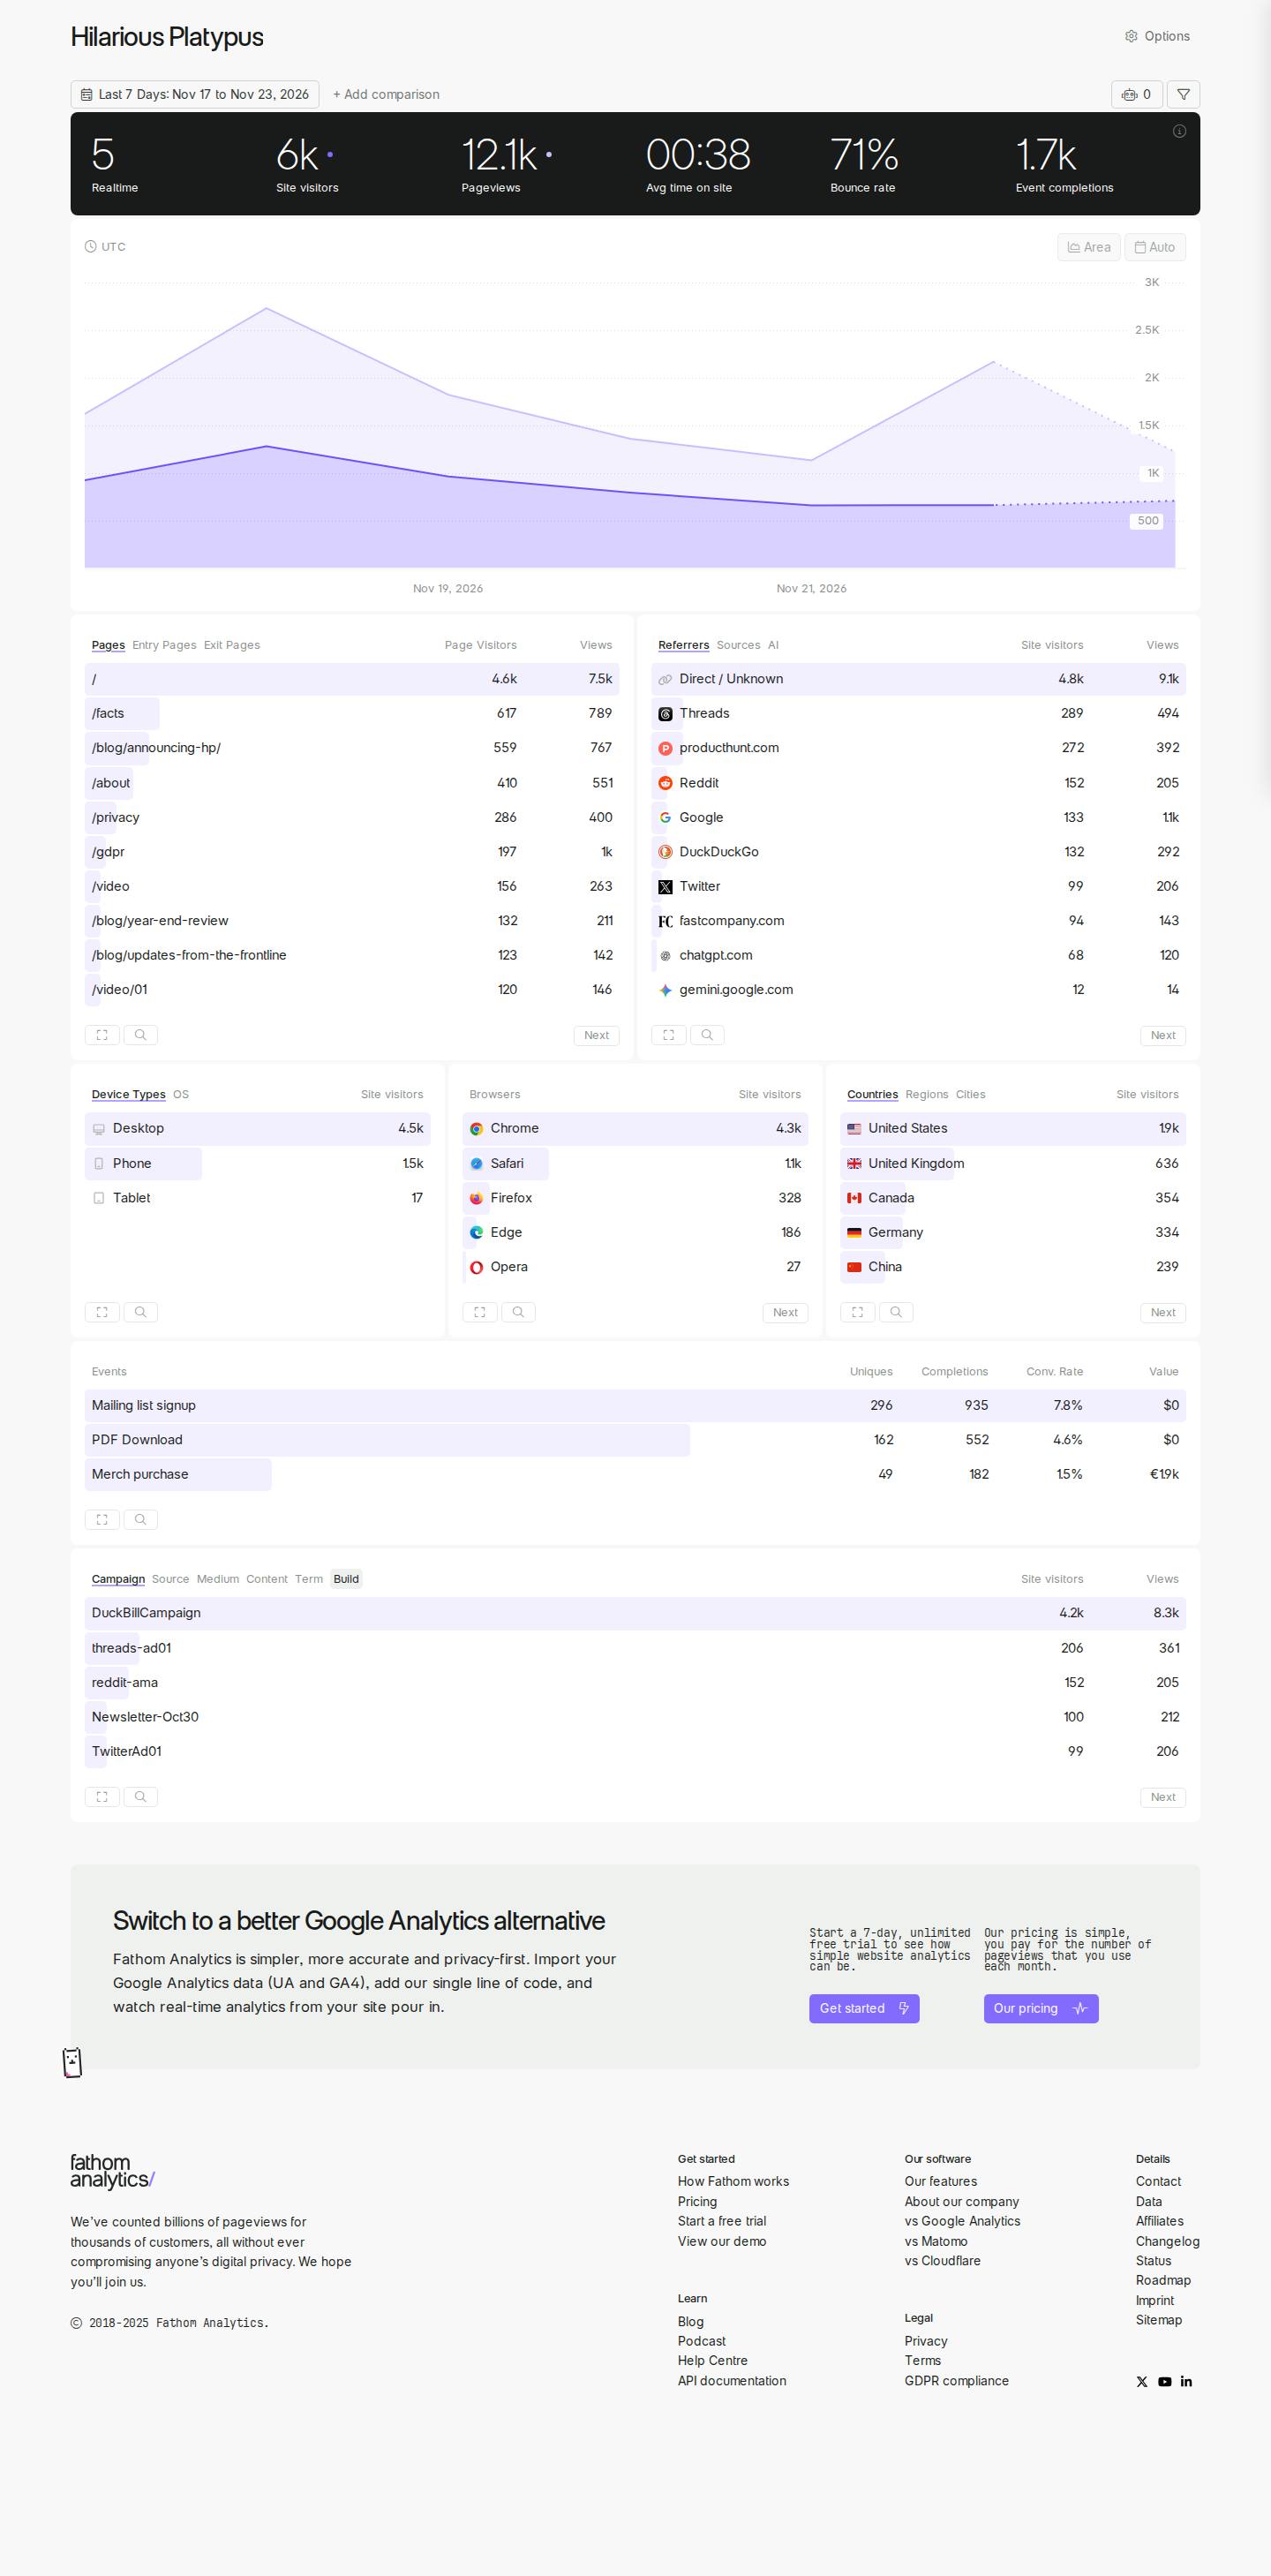 Hilarious Platypus
Options
Last 7 Days: Nov 17 to Nov 23, 2026
+ Add comparison
0
5
Realtime
6k
Site visitors
12.1k
Pageviews
00:38
Avg time on site
71%
Bounce rate
1.7k
Event completions
UTC
Area
Auto
3K
2.5K
2K
1.5K
1K
500
Nov 19, 2026
Nov 21, 2026
Pages Entry Pages Exit Pages Page Visitors Views
/ 4.6k 7.5k
/facts 617 789
/blog/announcing-hp/ 559 767
/about 410 551
/privacy 286 400
/gdpr 197 1k
/video 156 263
/blog/year-end-review 132 211
/blog/updates-from-the-frontline 123 142
/video/01 120 146
Next
Referrers Sources AI Site visitors Views
Direct / Unknown 4.8k 9.1k
Threads 289 494
producthunt.com 272 392
Reddit 152 205
Google 133 1.1k
DuckDuckGo 132 292
Twitter 99 206
FC fastcompany.com 94 143
chatgpt.com 68 120
gemini.google.com 12 14
Next
Device Types OS Site visitors
Desktop 4.5k
Phone 1.5k
Tablet 17
Browsers Site visitors
Chrome 4.3k
Safari 1.1k
Firefox 328
Edge 186
Opera 27
Next
Countries Regions Cities Site visitors
United States 1.9k
United Kingdom 636
Canada 354
Germany 334
China 239
Next
Events Uniques Completions Conv. Rate Value
Mailing list signup 296 935 7.8% $0
PDF Download 162 552 4.6% $0
Merch purchase 49 182 1.5% €1.9k
Campaign Source Medium Content Term Build Site visitors Views
DuckBillCampaign 4.2k 8.3k
threads-ad01 206 361
reddit-ama 152 205
Newsletter-Oct30 100 212
TwitterAd01 99 206
Next
Switch to a better Google Analytics alternative
Fathom Analytics is simpler, more accurate and privacy-first. Import your
Google Analytics data (UA and GA4), add our single line of code, and
watch real-time analytics from your site pour in.
Start a 7-day, unlimited
free trial to see how
simple website analytics
can be.
Get started
Our pricing is simple,
you pay for the number of
pageviews that you use
each month.
Our pricing
fathom
analytics/
We've counted billions of pageviews for
thousands of customers, all without ever
compromising anyone's digital privacy. We hope
you'll join us.
© 2018-2025 Fathom Analytics.
Get started
How Fathom works
Pricing
Start a free trial
View our demo
Learn
Blog
Podcast
Help Centre
API documentation
Our software
Our features
About our company
vs Google Analytics
vs Matomo
vs Cloudflare
Legal
Privacy
Terms
GDPR compliance
Details
Contact
Data
Affiliates
Changelog
Status
Roadmap
Imprint
Sitemap